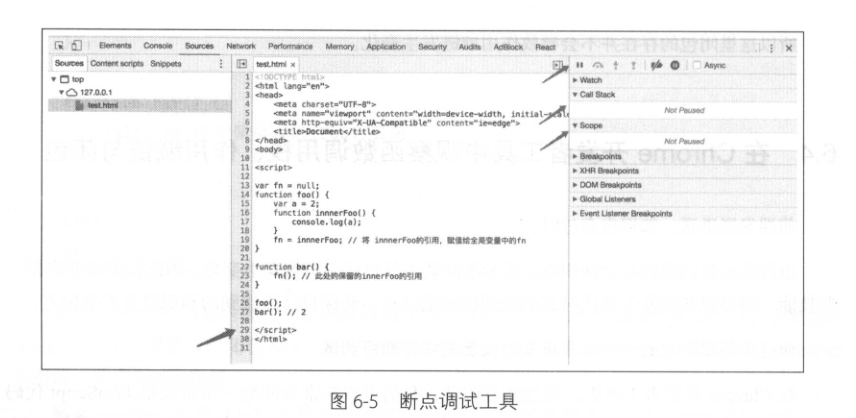 Elements Console Sources Network Performance Memory Application Security Audits AdBlock React
Sources Content scripts Snippets
test.html ×
Async
top
127.0.0.1
test.html
1 <!DOCTYPE html>
2 <html lang="en">
3 <head>
4 <meta charset="UTF-8">
5 <meta name="viewport" content="width=device-width, initial-scale
6 <meta http-equiv="X-UA-Compatible" content="ie=edge">
7 <title>Document</title>
8 </head>
9 <body>
10
11 <script>
12
13 var fn = null;
14 function foo() {
15 var a = 2;
16 function innnerFoo() {
17 console.log(a);
18 }
19 fn = innnerFoo; // 将 innnerFoo的引用，赋值给全局变量中的fn
20 }
21
22 function bar() {
23 fn(); // 此处的保留的innerFoo的引用
24 }
25
26 foo();
27 bar(); // 2
28
29 </script>
30 </html>
31
Watch
Call Stack
Not Paused
Scope
Not Paused
Breakpoints
XHR Breakpoints
DOM Breakpoints
Global Listeners
Event Listener Breakpoints
图 6-5 断点调试工具